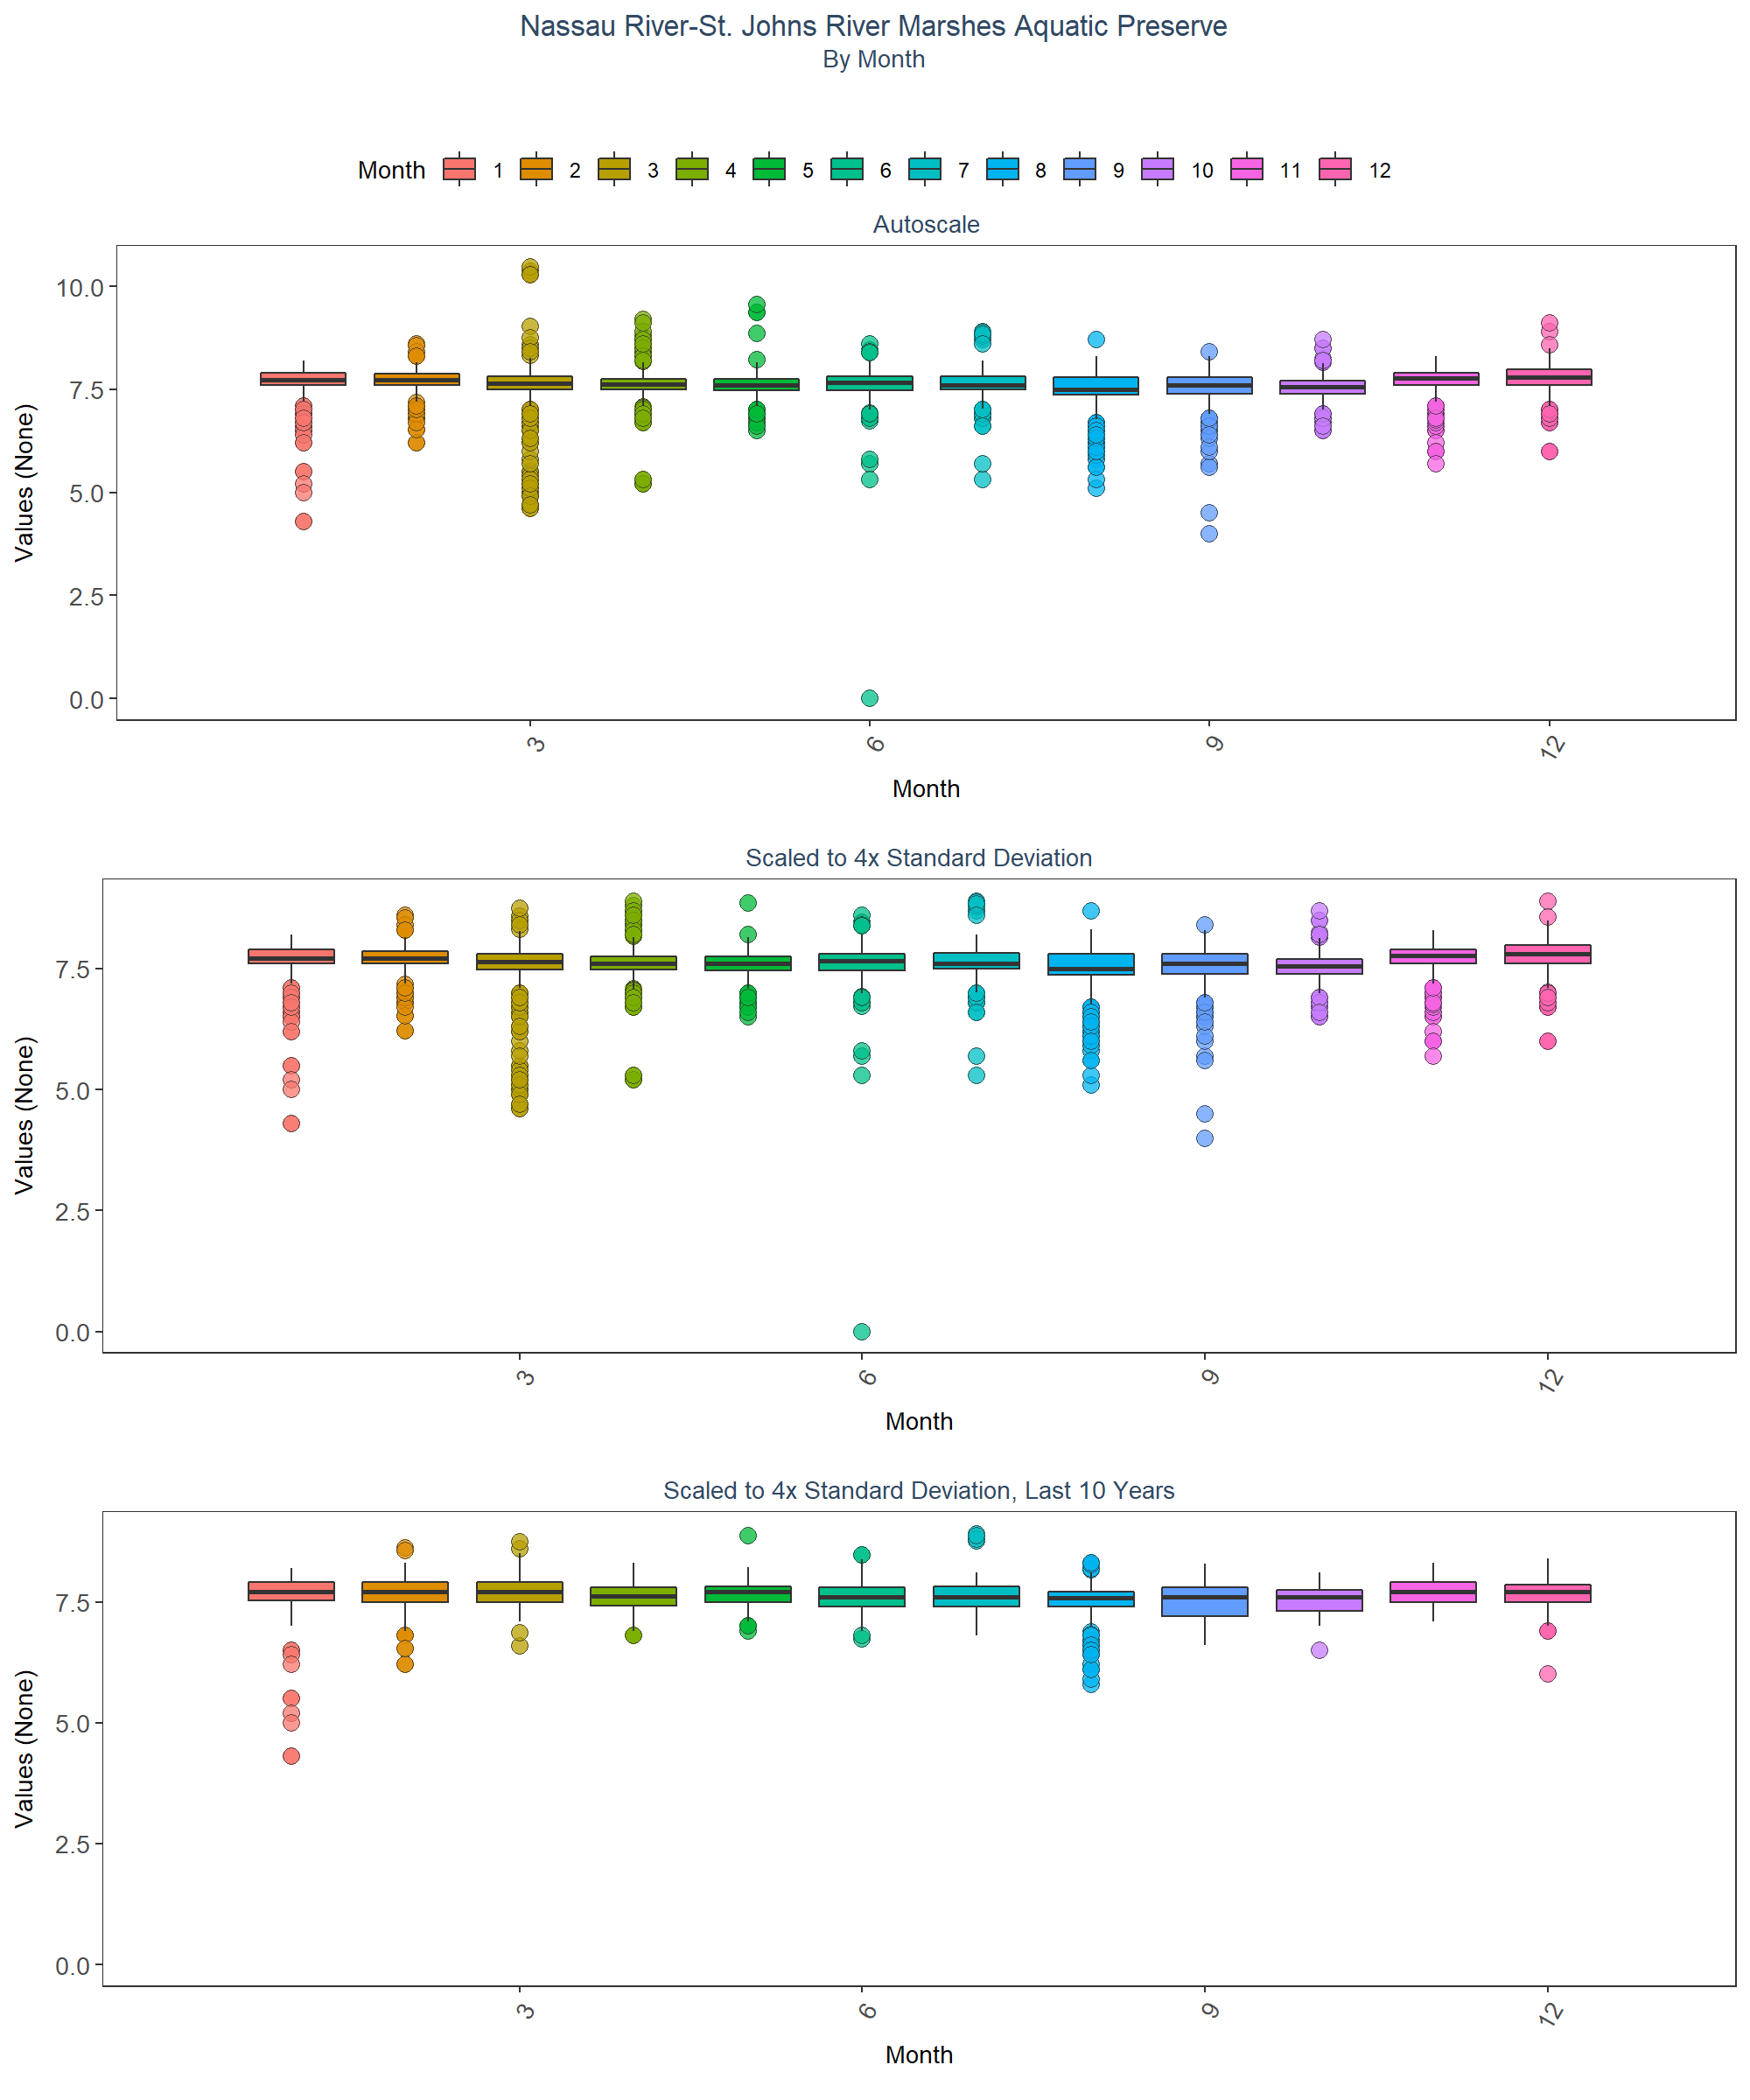 Nassau River-St. Johns River Marshes Aquatic Preserve
By Month
Month 1 2 3 4 5 6 7 8 9 10 11 12
Autoscale
Values (None)
10.0
7.5
5.0
2.5
0.0
3 6 9 12
Month
Scaled to 4x Standard Deviation
Values (None)
7.5
5.0
2.5
0.0
3 6 9 12
Month
Scaled to 4x Standard Deviation, Last 10 Years
Values (None)
7.5
5.0
2.5
0.0
3 6 9 12
Month